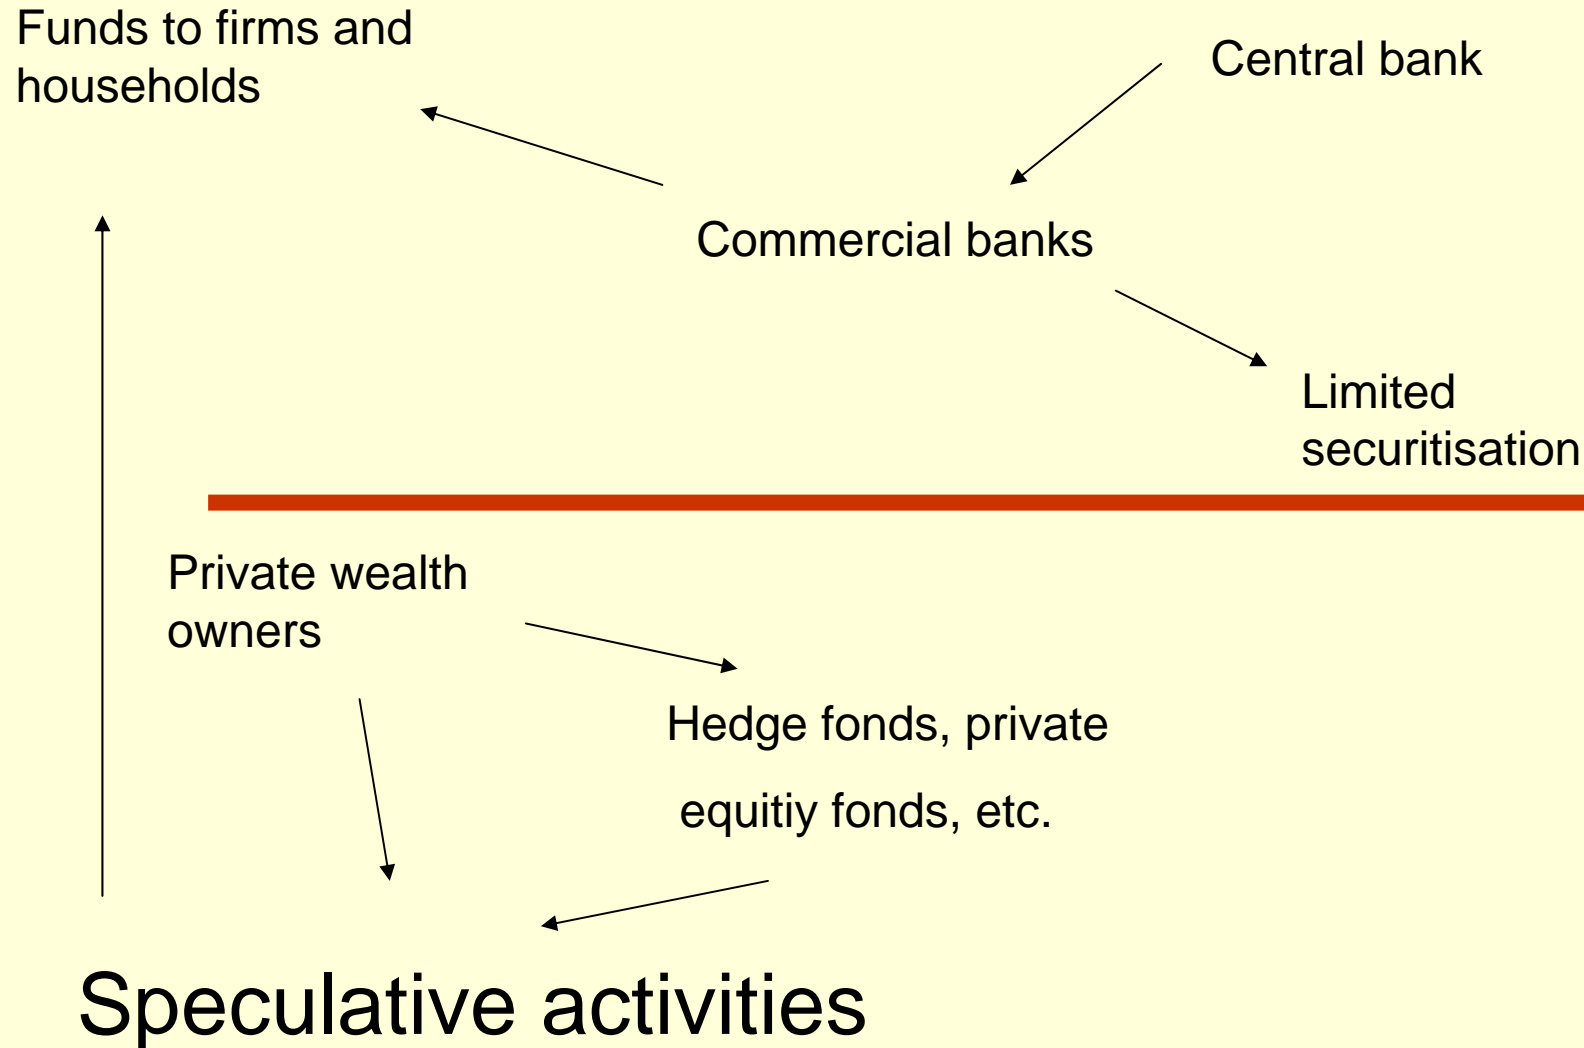 Funds to firms and
households
Central bank
Commercial banks
Limited
securitisation
Private wealth
owners
Hedge fonds, private
equitiy fonds, etc.
Speculative activities